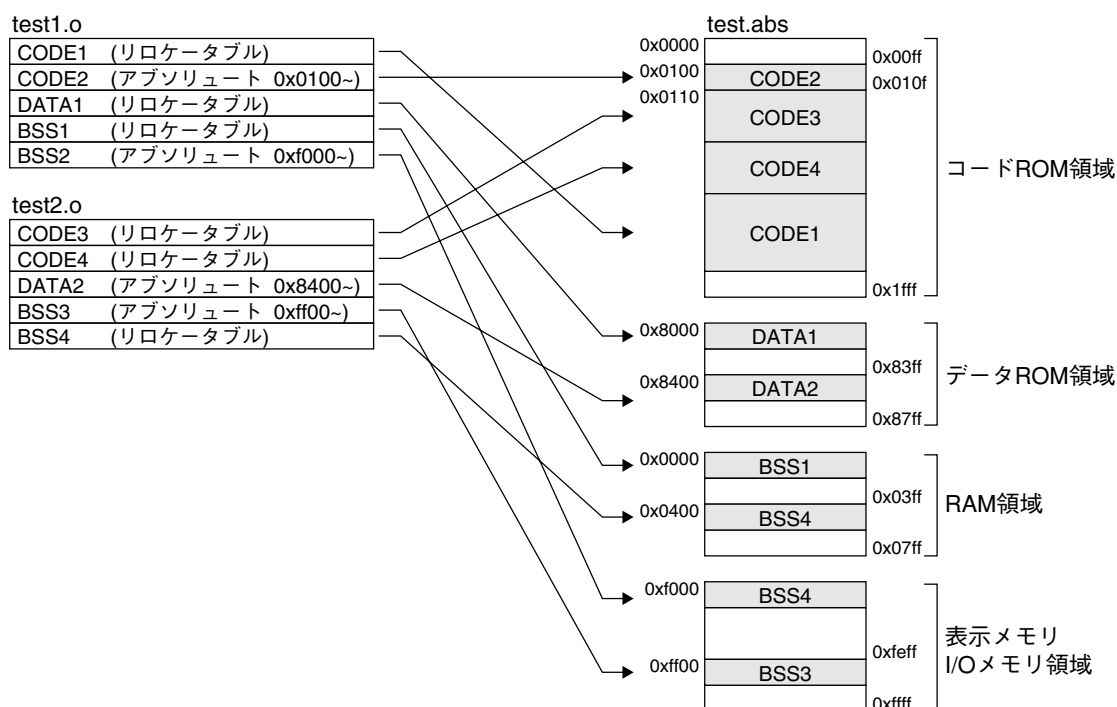 test1.o
CODE1 (リロケータブル)
CODE2 (アブソリュート 0x0100~)
DATA1 (リロケータブル)
BSS1 (リロケータブル)
BSS2 (アブソリュート 0xf000~)
test2.o
CODE3 (リロケータブル)
CODE4 (リロケータブル)
DATA2 (アブソリュート 0x8400~)
BSS3 (アブソリュート 0xff00~)
BSS4 (リロケータブル)
test.abs
0x0000
0x00ff
0x0100
CODE2
0x010f
0x0110
CODE3
CODE4
CODE1
0x1fff
コードROM領域
0x8000
DATA1
0x83ff
0x8400
DATA2
0x87ff
データROM領域
0x0000
BSS1
0x03ff
0x0400
BSS4
0x07ff
RAM領域
0xf000
BSS4
0xfeff
0xff00
BSS3
0xffff
表示メモリ
I/Oメモリ領域